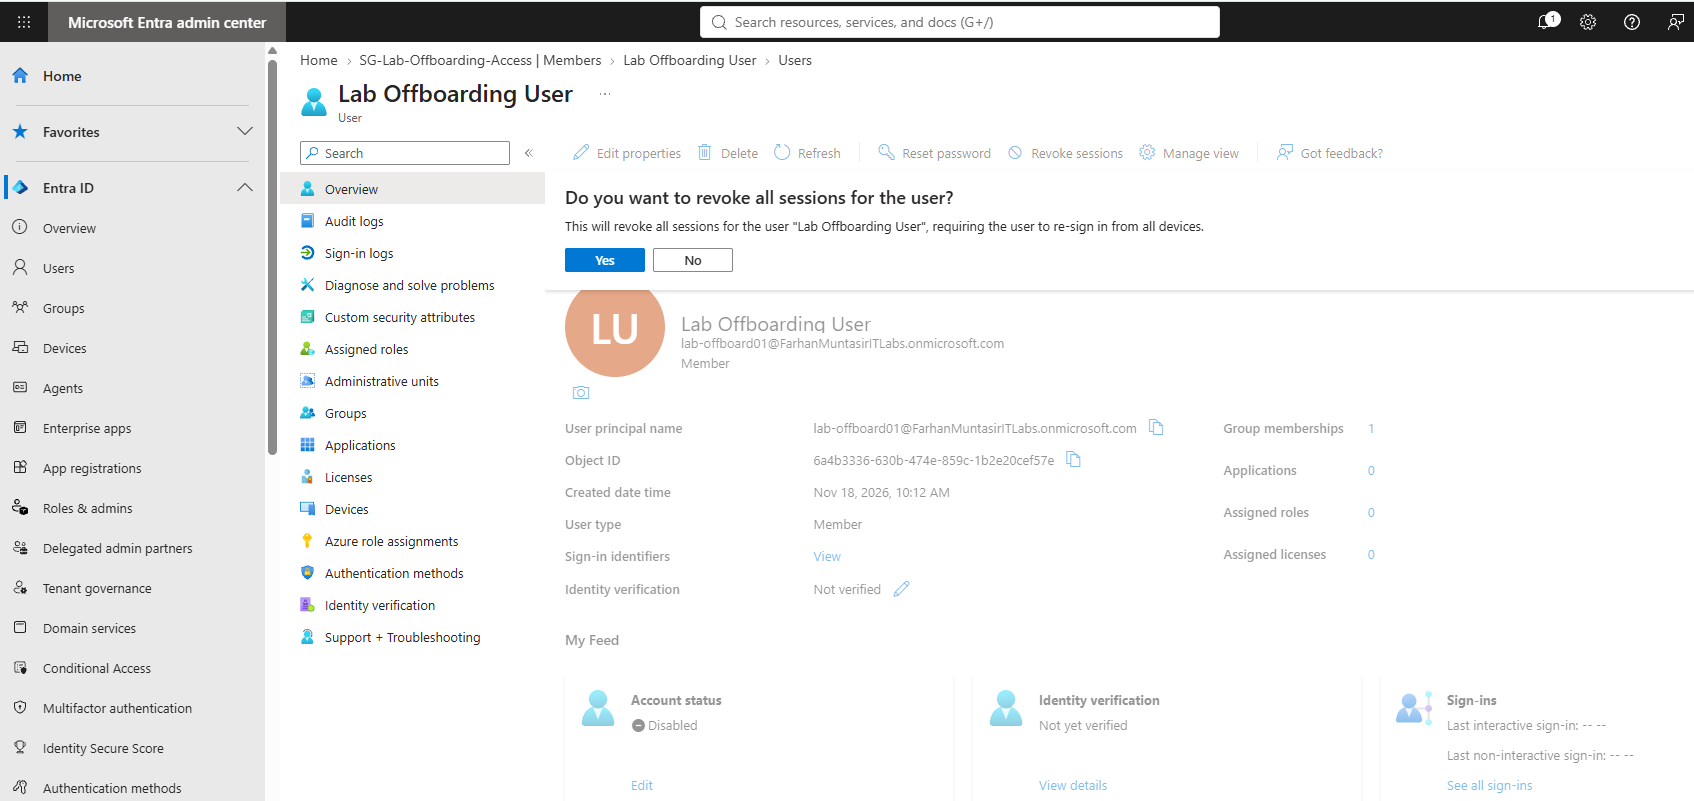 Microsoft Entra admin center
Search resources, services, and docs (G+/)
1
Home
Favorites
Entra ID
Overview
Users
Groups
Devices
Agents
Enterprise apps
App registrations
Roles & admins
Delegated admin partners
Tenant governance
Domain services
Conditional Access
Multifactor authentication
Identity Secure Score
Authentication methods
Home > SG-Lab-Offboarding-Access | Members > Lab Offboarding User > Users
Lab Offboarding User ...
User
Search
«
Overview
Audit logs
Sign-in logs
Diagnose and solve problems
Custom security attributes
Assigned roles
Administrative units
Groups
Applications
Licenses
Devices
Azure role assignments
Authentication methods
Identity verification
Support + Troubleshooting
Edit properties Delete Refresh Reset password Revoke sessions Manage view Got feedback?
Do you want to revoke all sessions for the user?
This will revoke all sessions for the user "Lab Offboarding User", requiring the user to re-sign in from all devices.
Yes No
LU
Lab Offboarding User
lab-offboard01@FarhanMuntasirITLabs.onmicrosoft.com
Member
User principal name lab-offboard01@FarhanMuntasirITLabs.onmicrosoft.com
Object ID 6a4b3336-630b-474e-859c-1b2e20cef57e
Created date time Nov 18, 2026, 10:12 AM
User type Member
Sign-in identifiers View
Identity verification Not verified
Group memberships 1
Applications 0
Assigned roles 0
Assigned licenses 0
My Feed
Account status
Disabled
Edit
Identity verification
Not yet verified
View details
Sign-ins
Last interactive sign-in: -- --
Last non-interactive sign-in: -- --
See all sign-ins